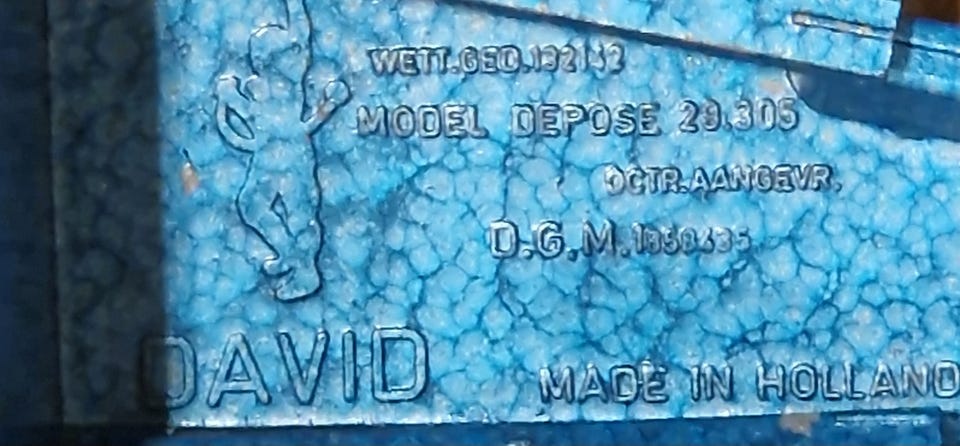 WETT.GED.132142
MODEL DEPOSE 29.305
OCTR.AANGEVR.
D.G.M.
DAVID
MADE IN HOLLAND